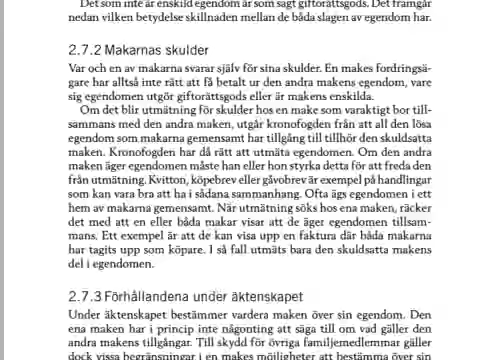 Det som inte är enskild egendom är som sagt giftorättsgods. Det framgår
nedan vilken betydelse skillnaden mellan de båda slagen av egendom har.
2.7.2 Makarnas skulder
Var och en av makarna svarar själv för sina skulder. En makes fordringsä-
gare har alltså inte rätt att få betalt ur den andra makens egendom, vare
sig egendomen utgör giftorättsgods eller är makens enskilda.
Om det blir utmätning för skulder hos en make som varaktigt bor till-
sammans med den andra maken, utgår kronofogden från att all den lösa
egendom som makarna gemensamt har tillgång till tillhör den skuldsatta
maken. Kronofogden har då rätt att utmäta egendomen. Om den andra
maken äger egendomen måste han eller hon styrka detta för att freda den
från utmätning. Kvitton, köpebrev eller gåvobrev är exempel på handlingar
som kan vara bra att ha i sådana sammanhang. Ofta ägs egendomen i ett
hem av makarna gemensamt. När utmätning söks hos ena maken, räcker
det med att en eller båda makar visar att de äger egendomen tillsam-
mans. Ett exempel är att de kan visa upp en faktura där båda makarna
har tagits upp som köpare. I så fall utmäts bara den skuldsatta makens
del i egendomen.
2.7.3 Förhållandena under äktenskapet
Under äktenskapet bestämmer vardera maken över sin egendom. Den
ena maken har i princip inte någonting att säga till om vad gäller den
andra makens tillgångar. Till skydd för övriga familjemedlemmar gäller
dock vissa begränsningar i en makes möjligheter att bestämma över sin